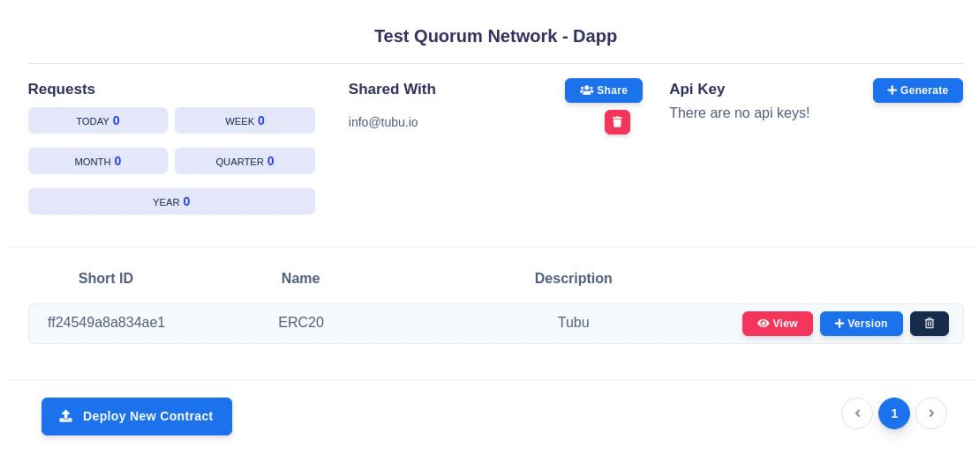 Test Quorum Network - Dapp
Requests
TODAY 0
WEEK 0
MONTH 0
QUARTER 0
YEAR 0
Shared With
Share
info@tubu.io
Api Key
Generate
There are no api keys!
Short ID Name Description
ff24549a8a834ae1 ERC20 Tubu View Version
Deploy New Contract
1